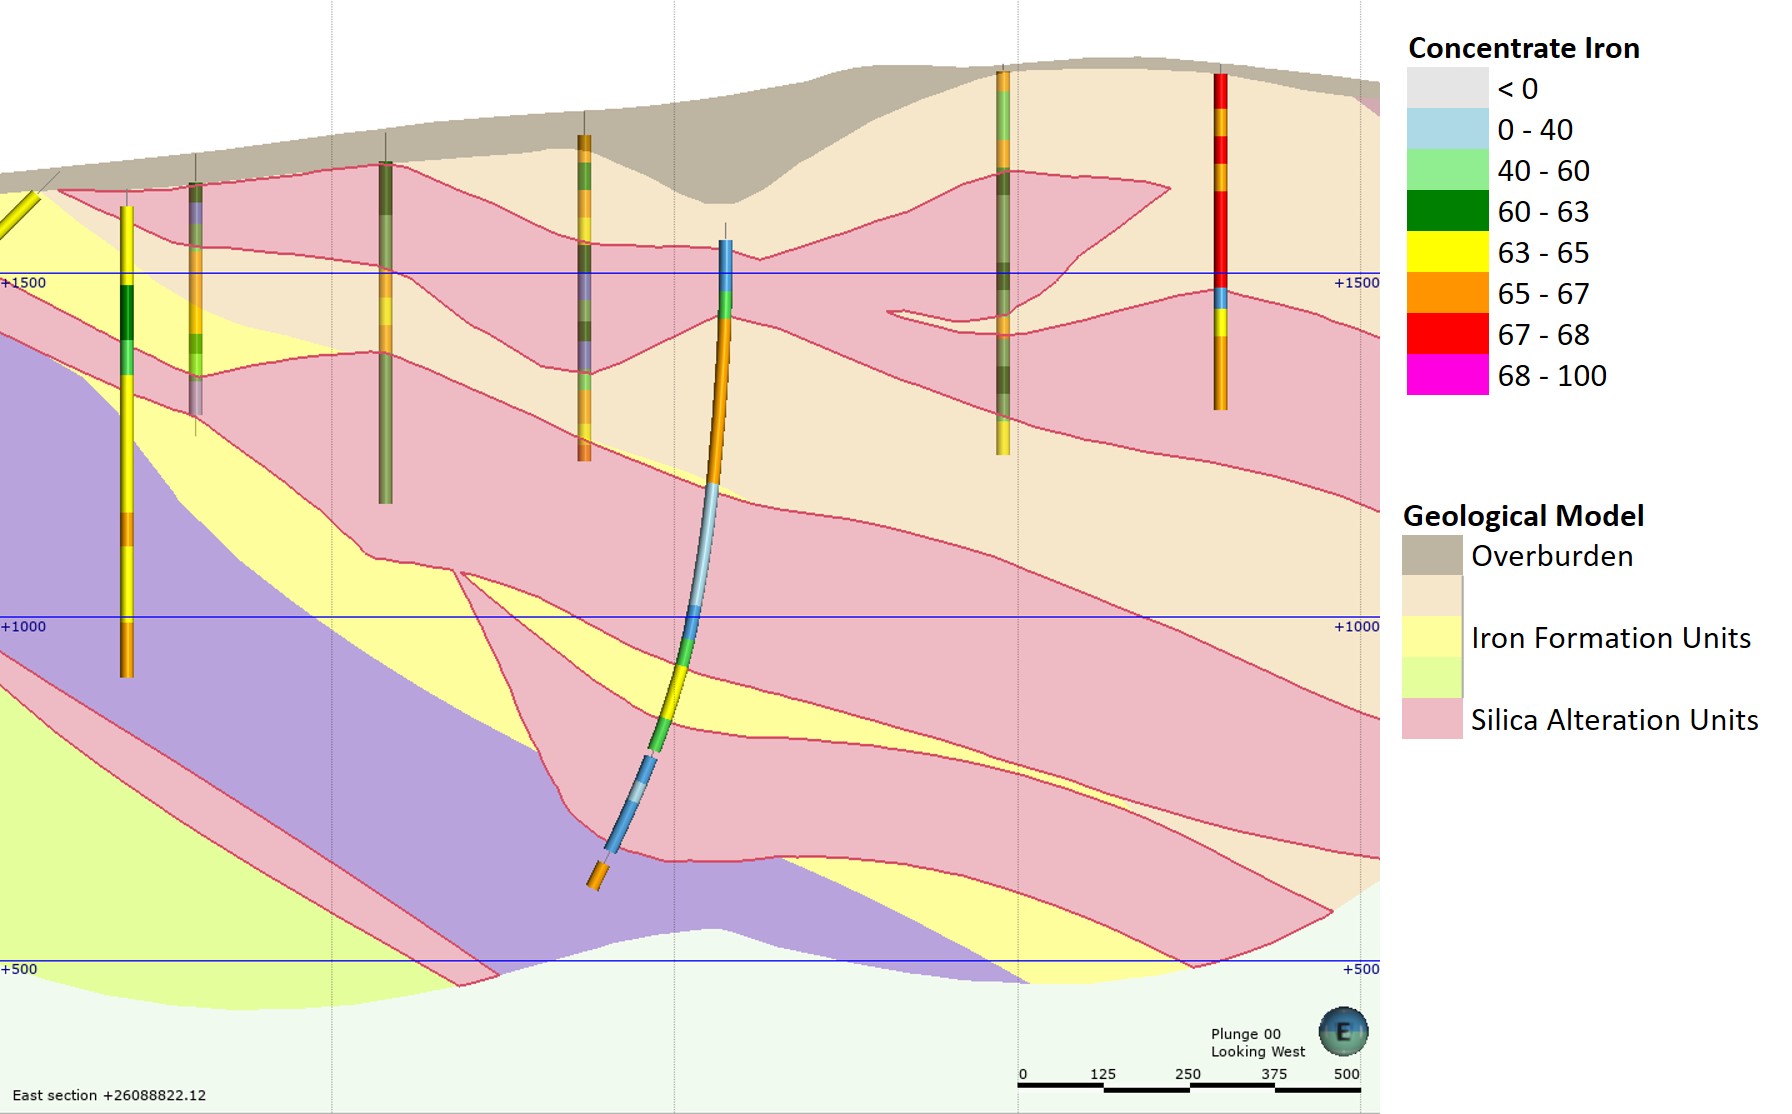 Concentrate Iron
< 0
0 - 40
40 - 60
60 - 63
63 - 65
65 - 67
67 - 68
68 - 100
+1500
+1500
Geological Model
Overburden
Iron Formation Units
Silica Alteration Units
+1000
+1000
+500
+500
Plunge 00
Looking West
E
0 125 250 375 500
East section +26088822.12